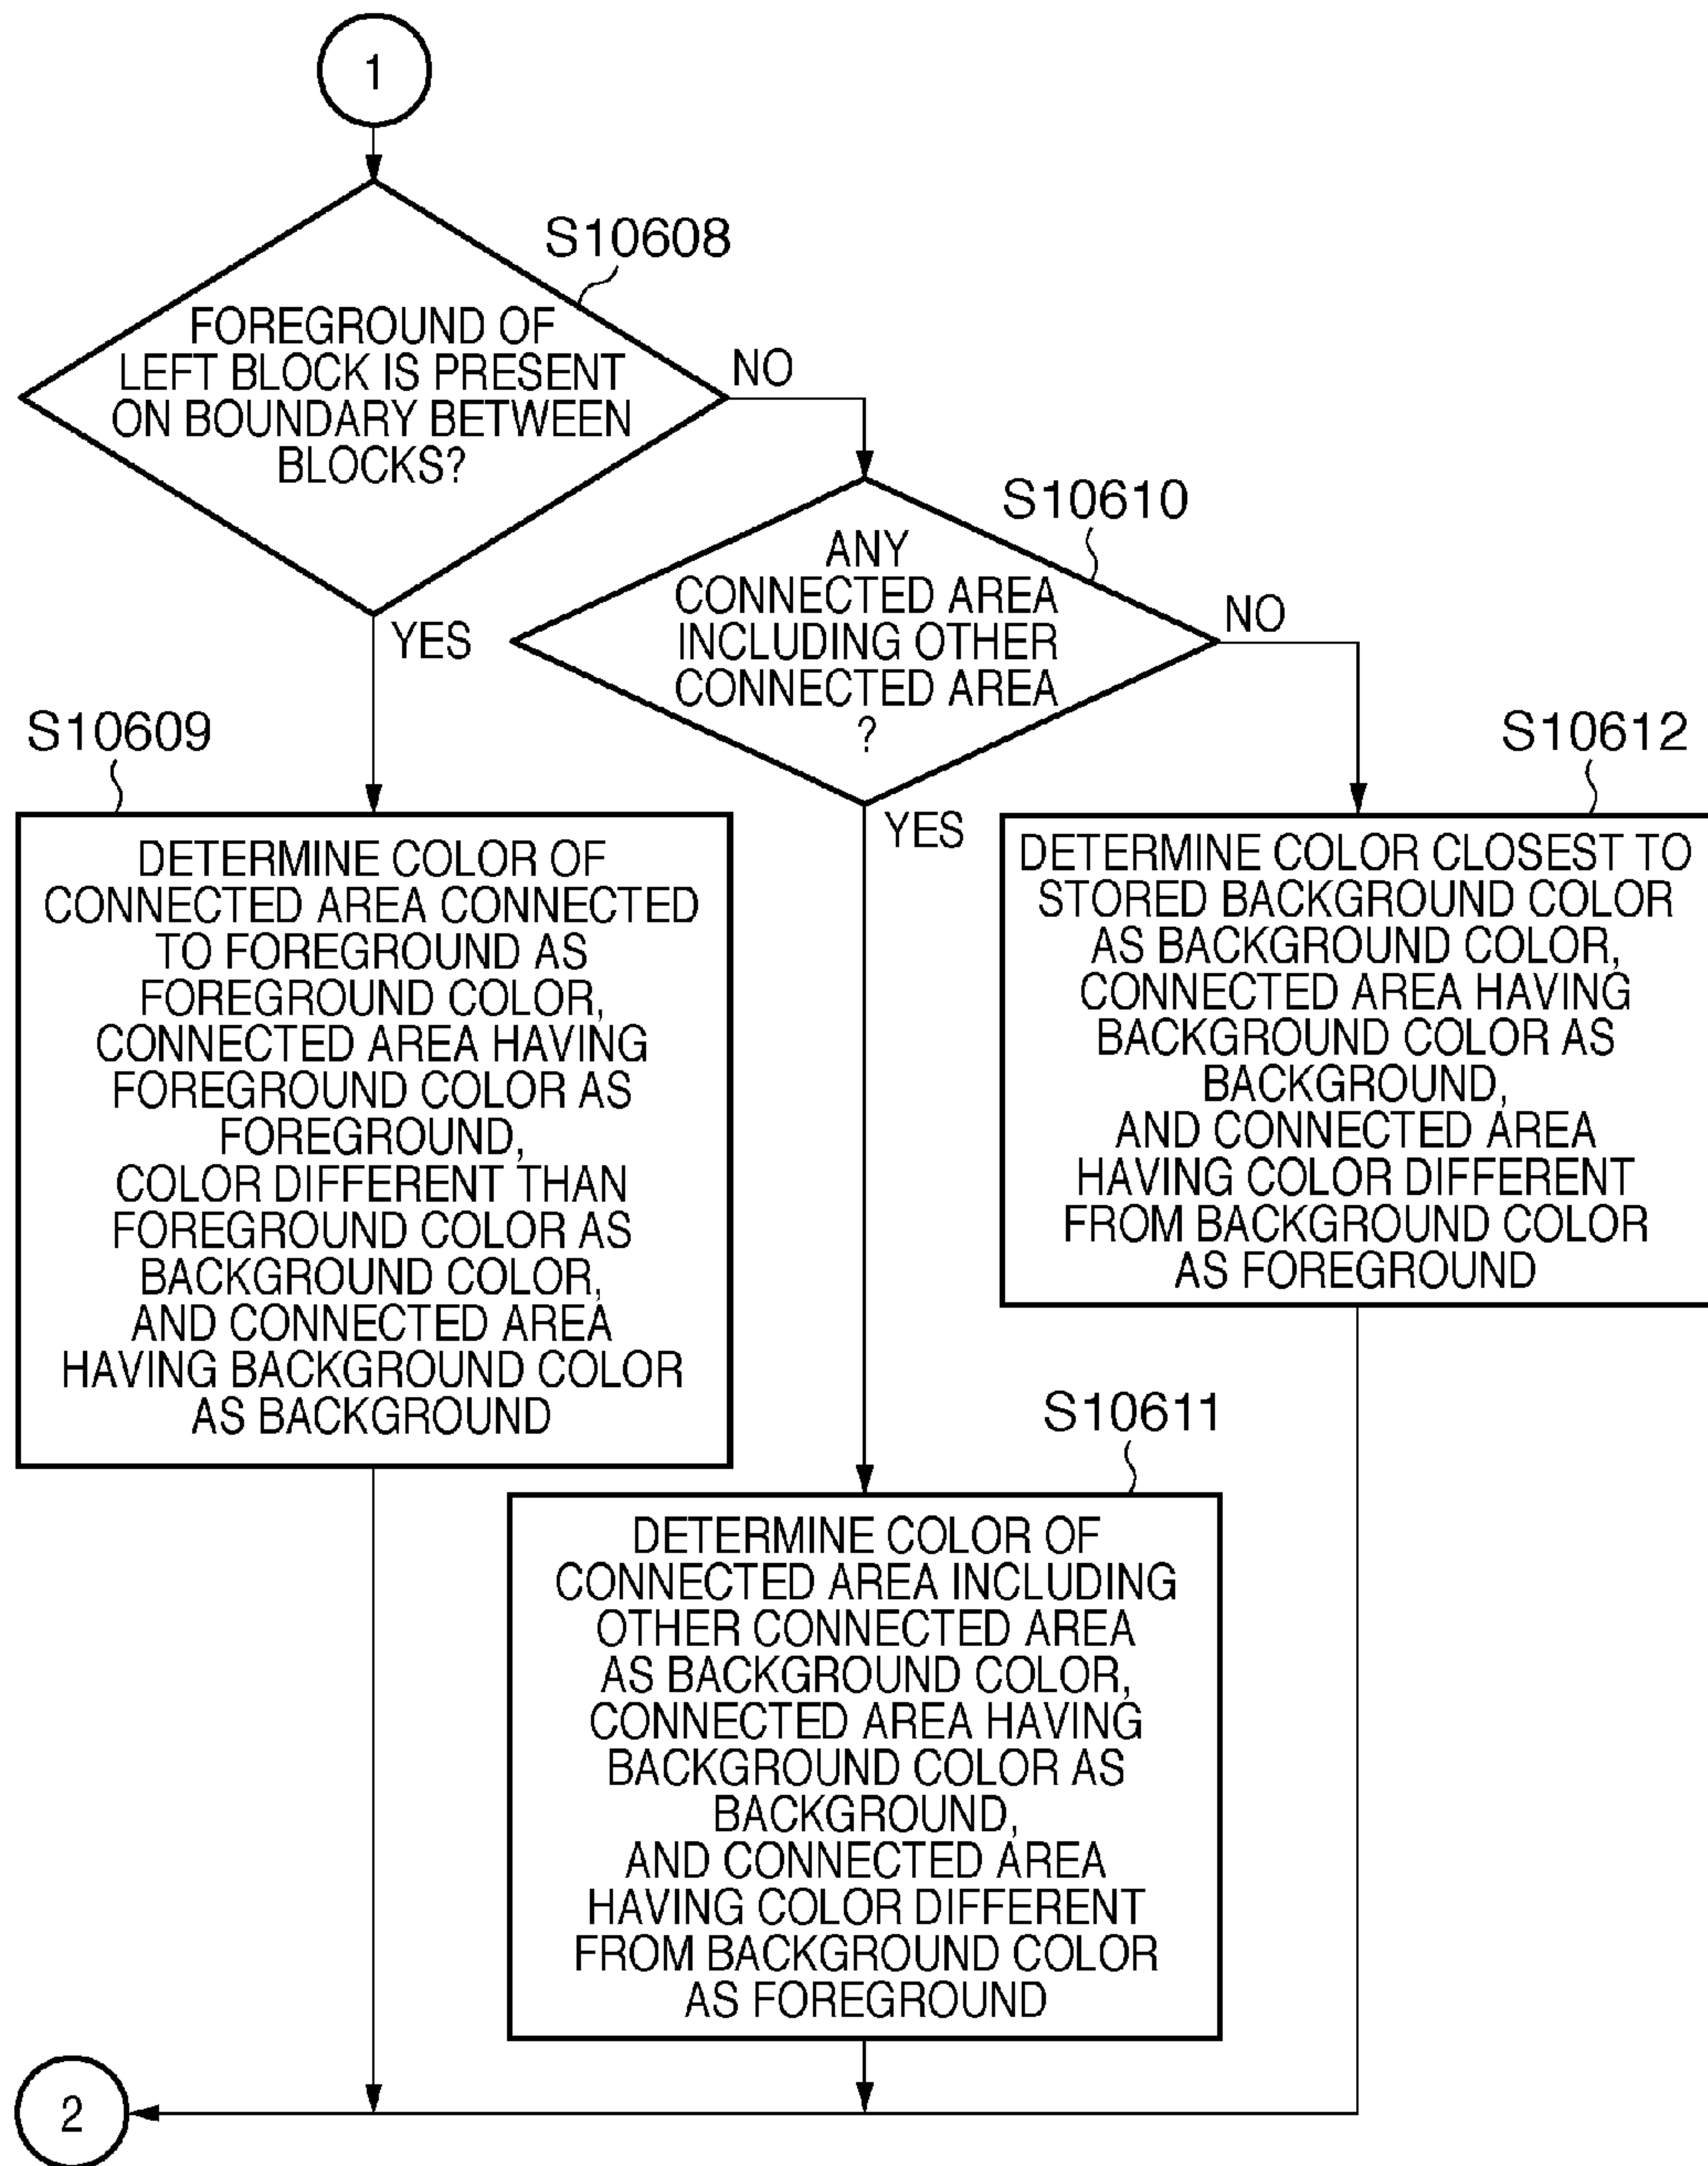 1
S10608
FOREGROUND OF
LEFT BLOCK IS PRESENT
ON BOUNDARY BETWEEN
BLOCKS?
NO
YES
S10610
ANY
CONNECTED AREA
INCLUDING OTHER
CONNECTED AREA
?
NO
YES
S10609
DETERMINE COLOR OF
CONNECTED AREA CONNECTED
TO FOREGROUND AS
FOREGROUND COLOR,
CONNECTED AREA HAVING
FOREGROUND COLOR AS
FOREGROUND,
COLOR DIFFERENT THAN
FOREGROUND COLOR AS
BACKGROUND COLOR,
AND CONNECTED AREA
HAVING BACKGROUND COLOR
AS BACKGROUND
S10612
DETERMINE COLOR CLOSEST TO
STORED BACKGROUND COLOR
AS BACKGROUND COLOR,
CONNECTED AREA HAVING
BACKGROUND COLOR AS
BACKGROUND,
AND CONNECTED AREA
HAVING COLOR DIFFERENT
FROM BACKGROUND COLOR
AS FOREGROUND
S10611
DETERMINE COLOR OF
CONNECTED AREA INCLUDING
OTHER CONNECTED AREA
AS BACKGROUND COLOR,
CONNECTED AREA HAVING
BACKGROUND COLOR AS
BACKGROUND,
AND CONNECTED AREA
HAVING COLOR DIFFERENT
FROM BACKGROUND COLOR
AS FOREGROUND
2